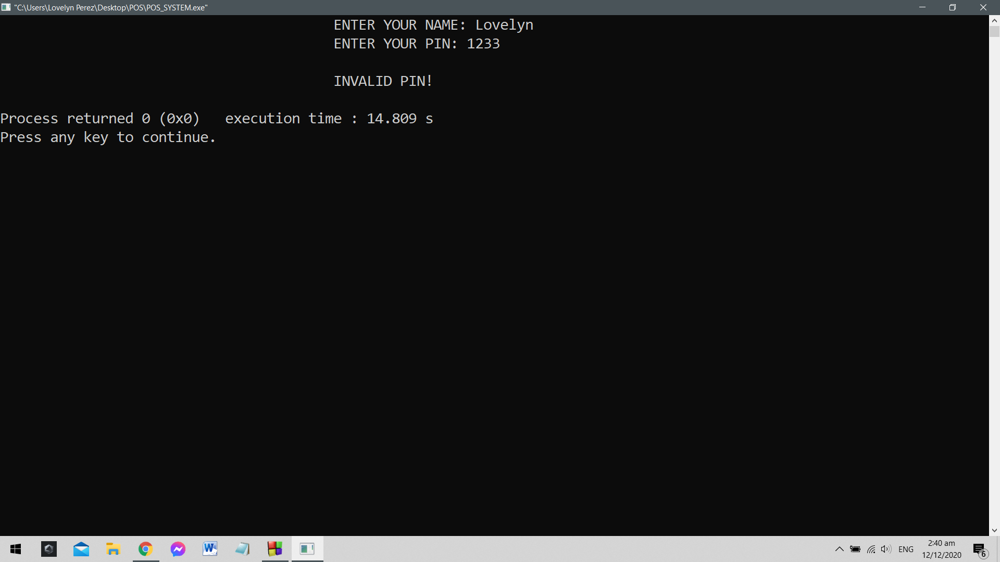 "C:\Users\Lovelyn Perez\Desktop\POS\POS_SYSTEM.exe"
ENTER YOUR NAME: Lovelyn
ENTER YOUR PIN: 1233
INVALID PIN!
Process returned 0 (0x0)   execution time : 14.809 s
Press any key to continue.
ENG
2:40 am
12/12/2020
6